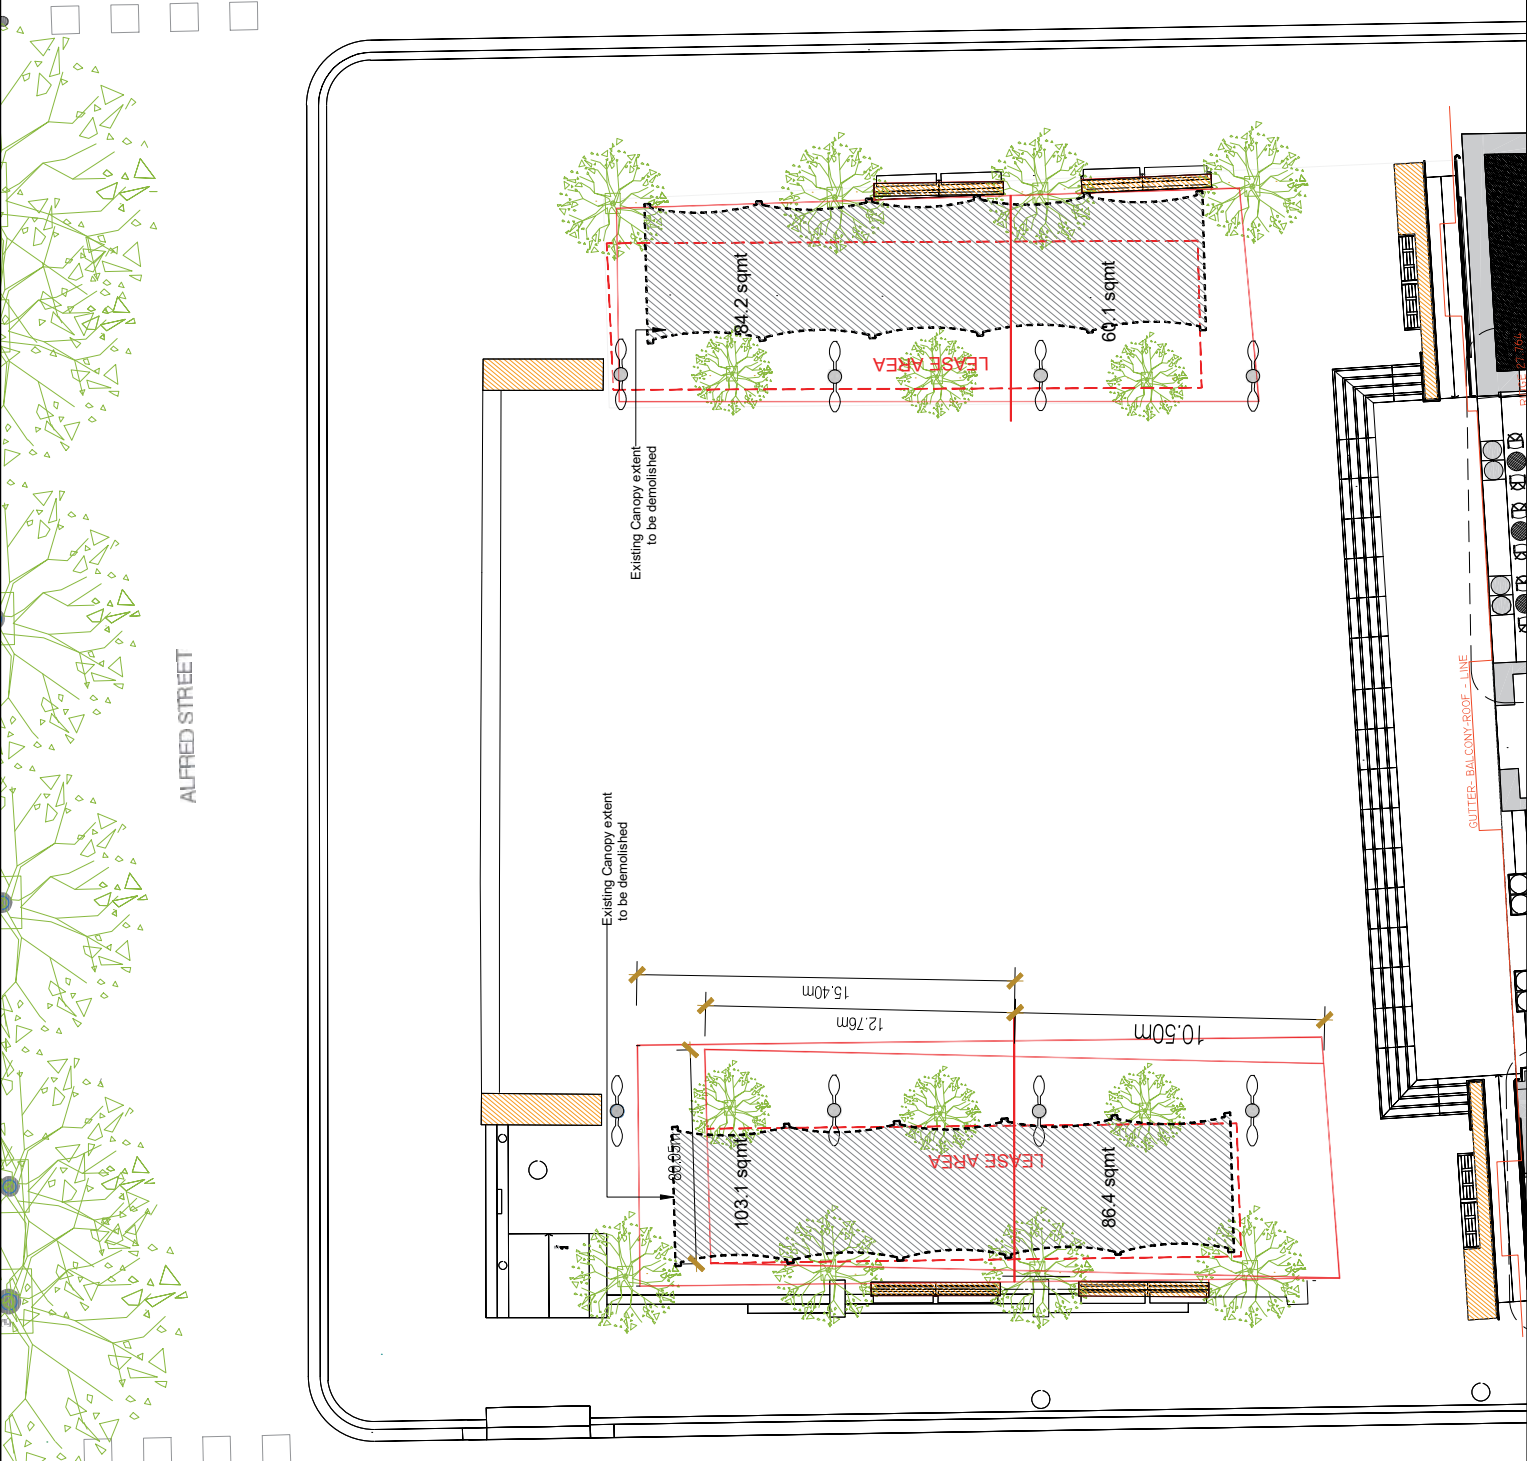 84.2 sqmt
60.1 sqmt
LEASE AREA
Existing Canopy extent
to be demolished
ALFRED STREET
GUTTER- BALCONY-ROOF - LINE
Existing Canopy extent
to be demolished
15.40m
12.76m
10.50m
103.1 sqmt
86.4 sqmt
LEASE AREA